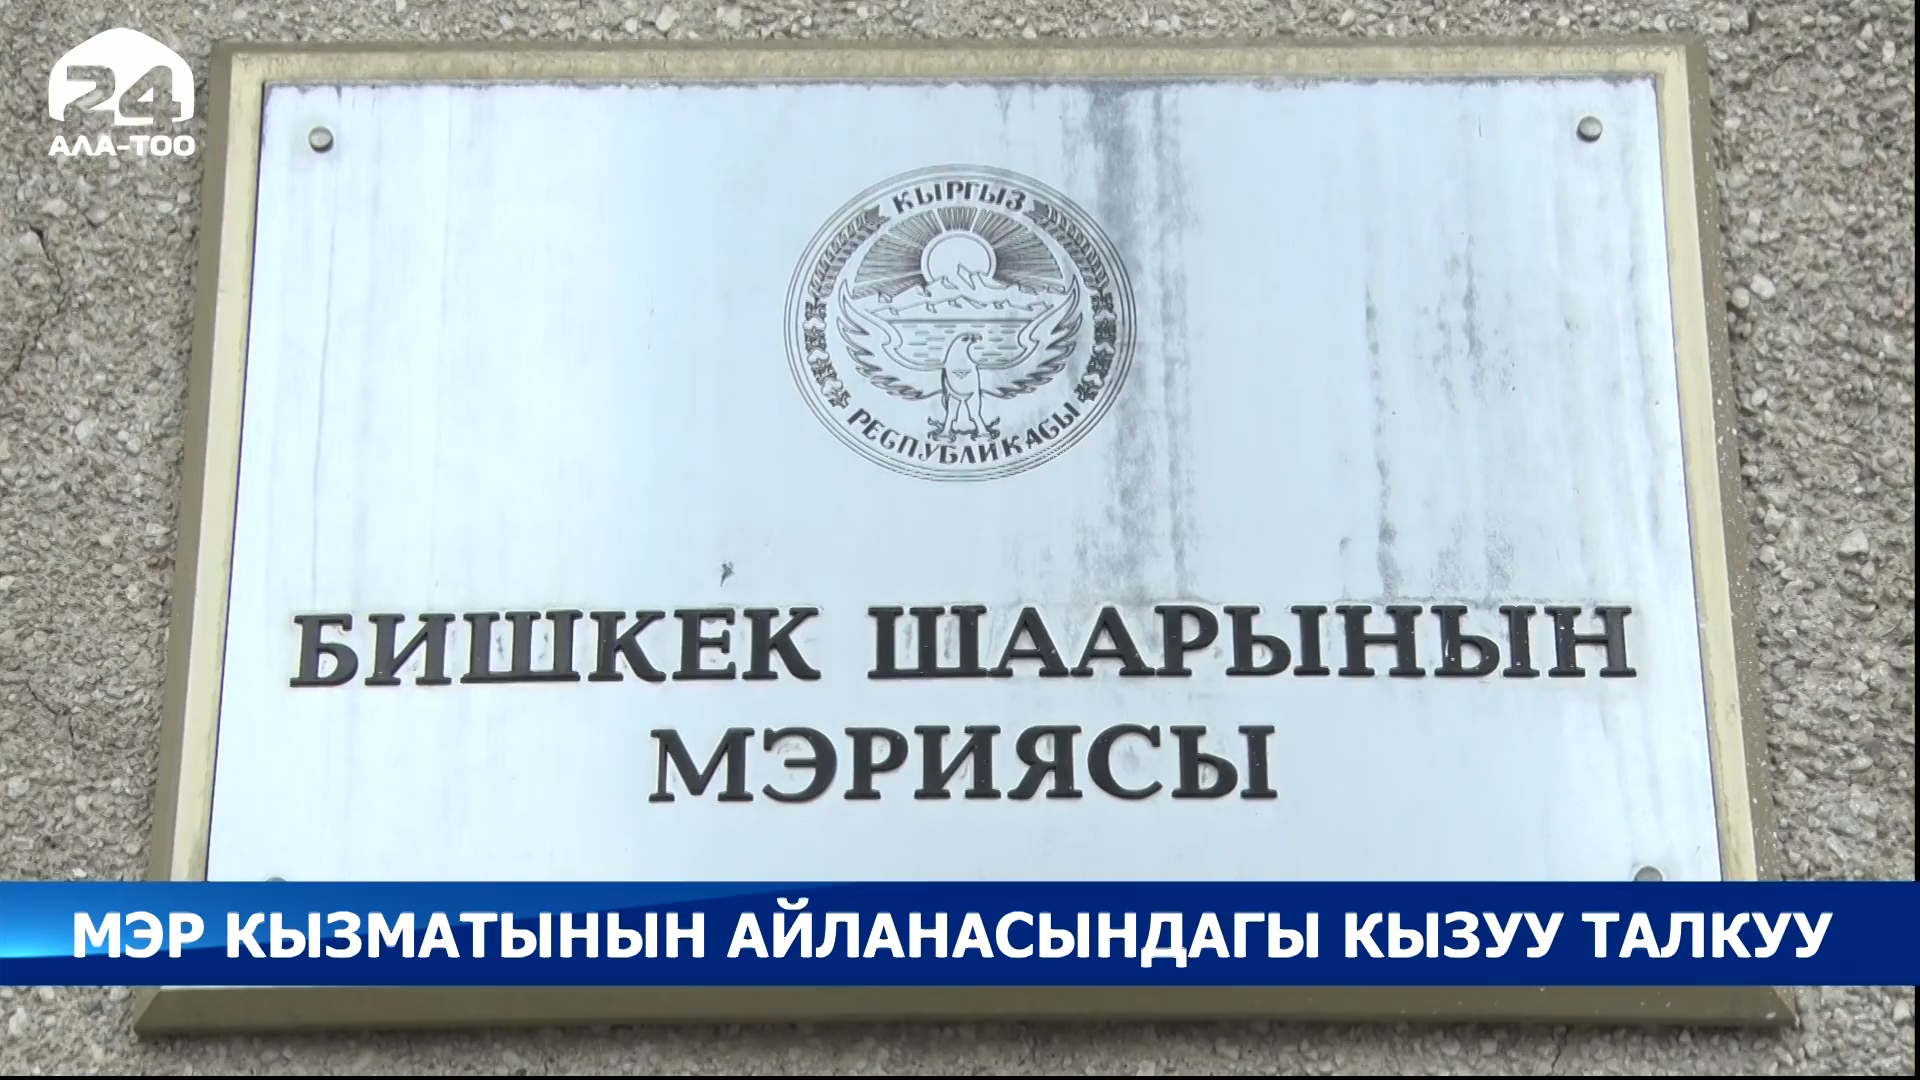 24
АЛА-ТОО
КЫРГЫЗ
РЕСПУБЛИКАСЫ
БИШКЕК ШААРЫНЫН
МЭРИЯСЫ
МЭР КЫЗМАТЫНЫН АЙЛАНАСЫНДАГЫ КЫЗУУ ТАЛКУУ